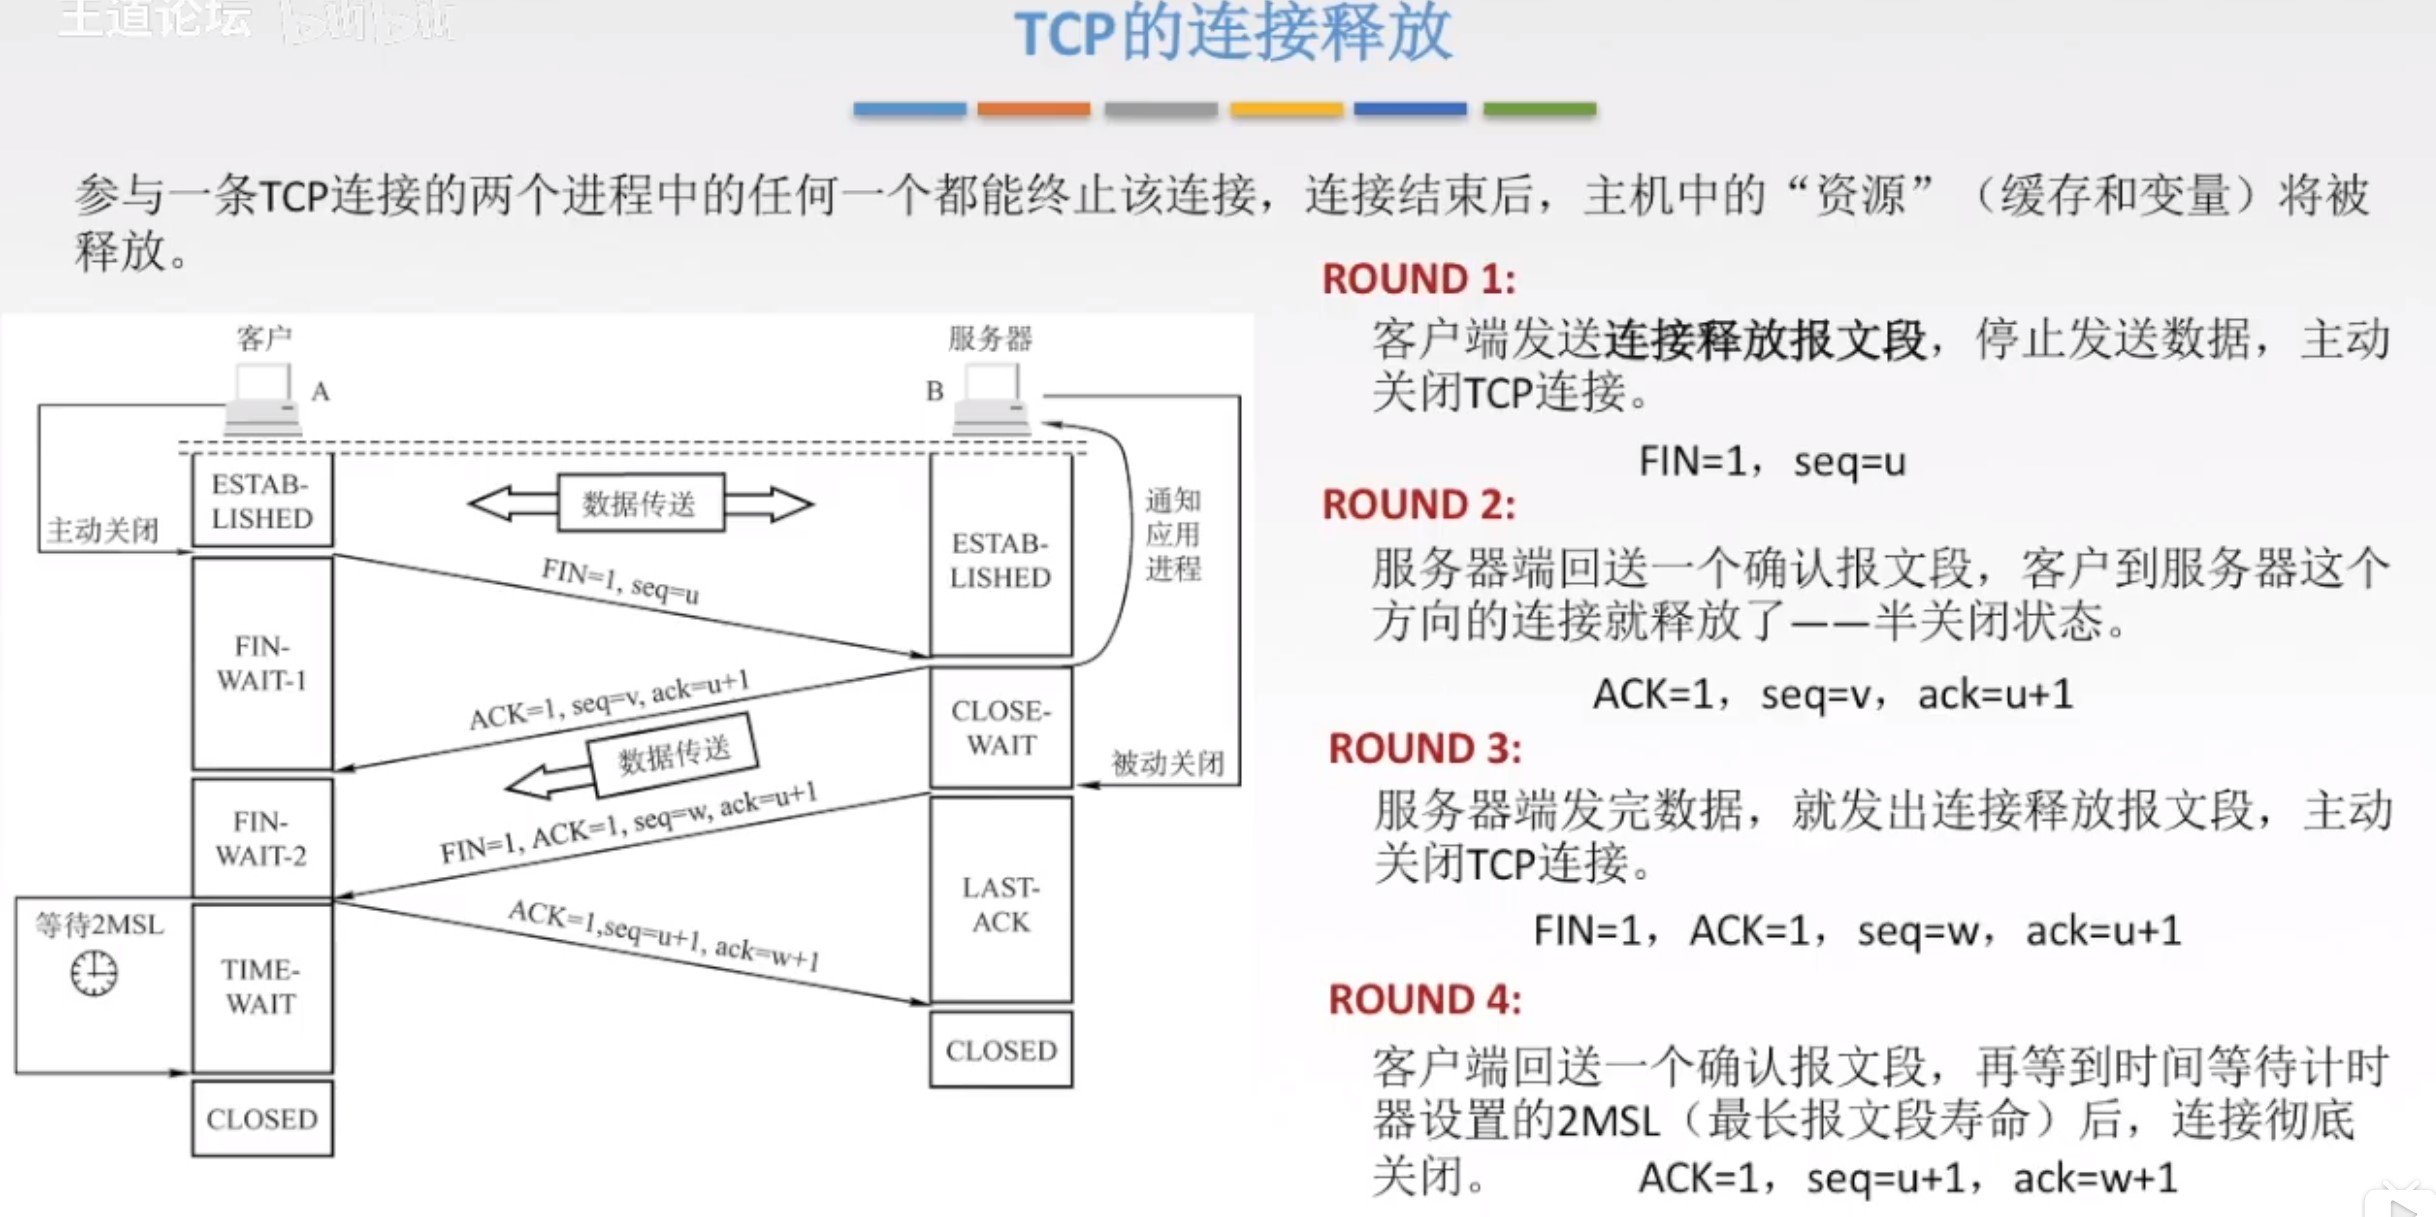 王道论坛 bilibili
TCP的连接释放
参与一条TCP连接的两个进程中的任何一个都能终止该连接，连接结束后，主机中的“资源”（缓存和变量）将被
释放。
客户
A
服务器
B
主动关闭
ESTAB-
LISHED
数据传送
ESTAB-
LISHED
通知
应用
进程
FIN=1, seq=u
FIN-
WAIT-1
ACK=1, seq=v, ack=u+1
CLOSE-
WAIT
数据传送
被动关闭
FIN-
WAIT-2
FIN=1, ACK=1, seq=w, ack=u+1
LAST-
ACK
等待2MSL
TIME-
WAIT
ACK=1,seq=u+1, ack=w+1
CLOSED
CLOSED
ROUND 1:
客户端发送连接释放报文段，停止发送数据，主动
关闭TCP连接。
FIN=1，seq=u
ROUND 2:
服务器端回送一个确认报文段，客户到服务器这个
方向的连接就释放了——半关闭状态。
ACK=1，seq=v，ack=u+1
ROUND 3:
服务器端发完数据，就发出连接释放报文段，主动
关闭TCP连接。
FIN=1，ACK=1，seq=w，ack=u+1
ROUND 4:
客户端回送一个确认报文段，再等到时间等待计时
器设置的2MSL（最长报文段寿命）后，连接彻底
关闭。 ACK=1，seq=u+1，ack=w+1